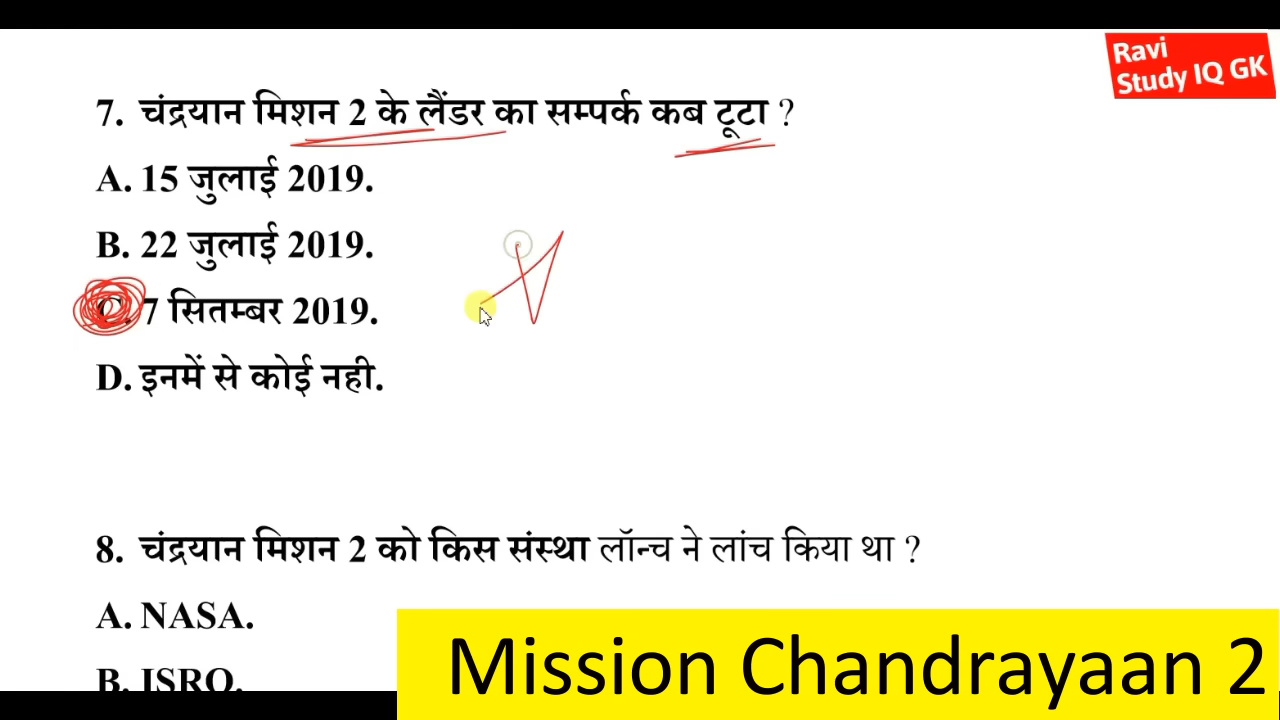 Ravi
Study IQ GK
7. चंद्रयान मिशन 2 के लैंडर का सम्पर्क कब टूटा ?
A. 15 जुलाई 2019.
B. 22 जुलाई 2019.
C. 7 सितम्बर 2019.
D. इनमें से कोई नही.
8. चंद्रयान मिशन 2 को किस संस्था लॉन्च ने लांच किया था ?
A. NASA.
B. ISRO.
Mission Chandrayaan 2